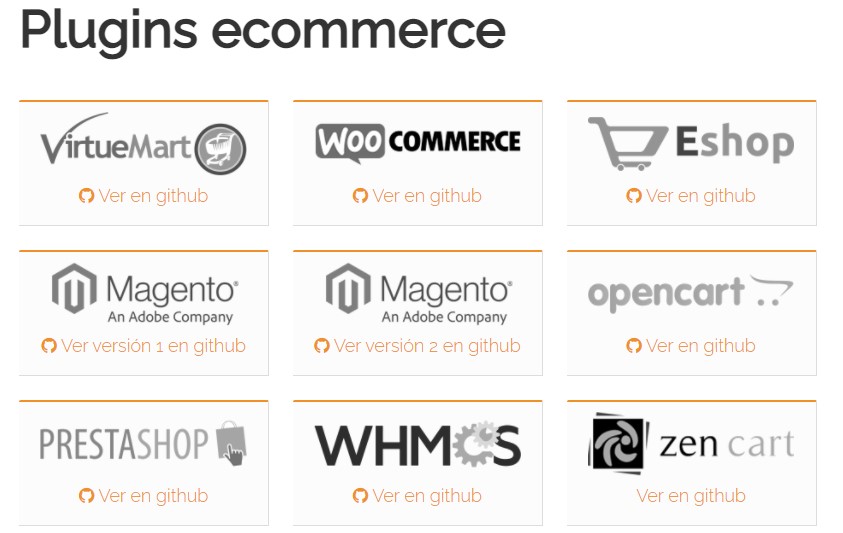 Plugins ecommerce
VirtueMart
WOO COMMERCE
Eshop
Ver en github
Ver en github
Ver en github
Magento®
An Adobe Company
Magento®
An Adobe Company
opencart
Ver versión 1 en github
Ver versión 2 en github
Ver en github
PRESTASHOP
WHMCS
zen cart
Ver en github
Ver en github
Ver en github